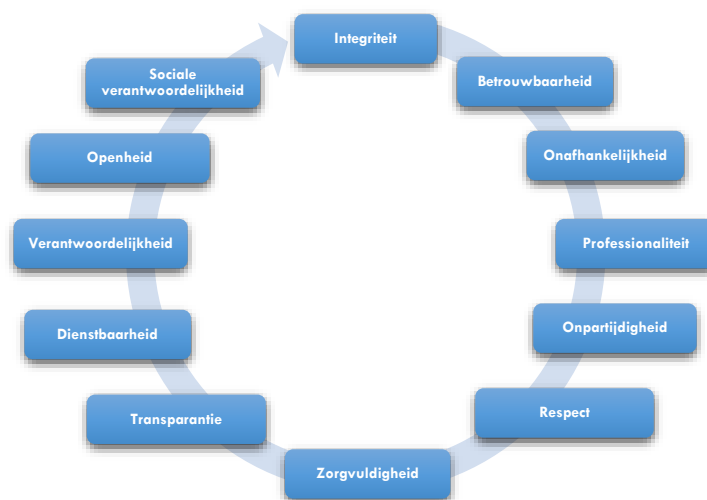 Integriteit
Betrouwbaarheid
Onafhankelijkheid
Professionaliteit
Onpartijdigheid
Respect
Zorgvuldigheid
Transparantie
Dienstbaarheid
Verantwoordelijkheid
Openheid
Sociale
verantwoordelijkheid